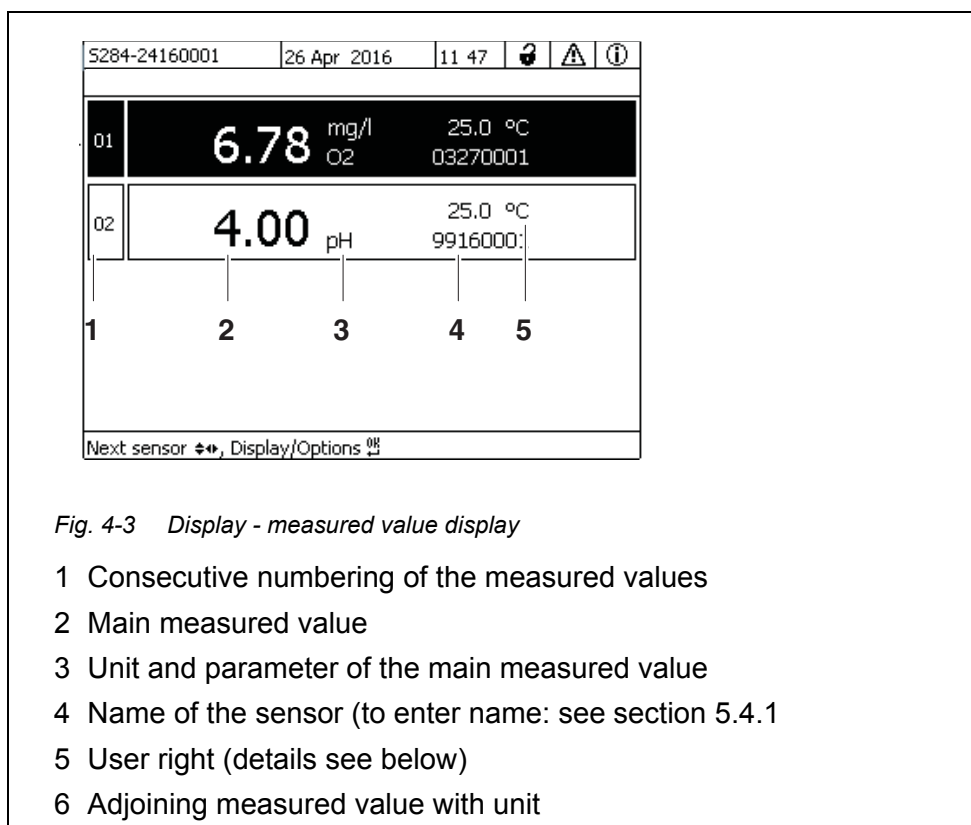 S284-24160001 26 Apr 2016 11 47
01 6.78 mg/l O2 25.0 °C 03270001
02 4.00 pH 25.0 °C 99160001
1 2 3 4 5
Next sensor, Display/Options OK
Fig. 4-3 Display - measured value display
1 Consecutive numbering of the measured values
2 Main measured value
3 Unit and parameter of the main measured value
4 Name of the sensor (to enter name: see section 5.4.1
5 User right (details see below)
6 Adjoining measured value with unit